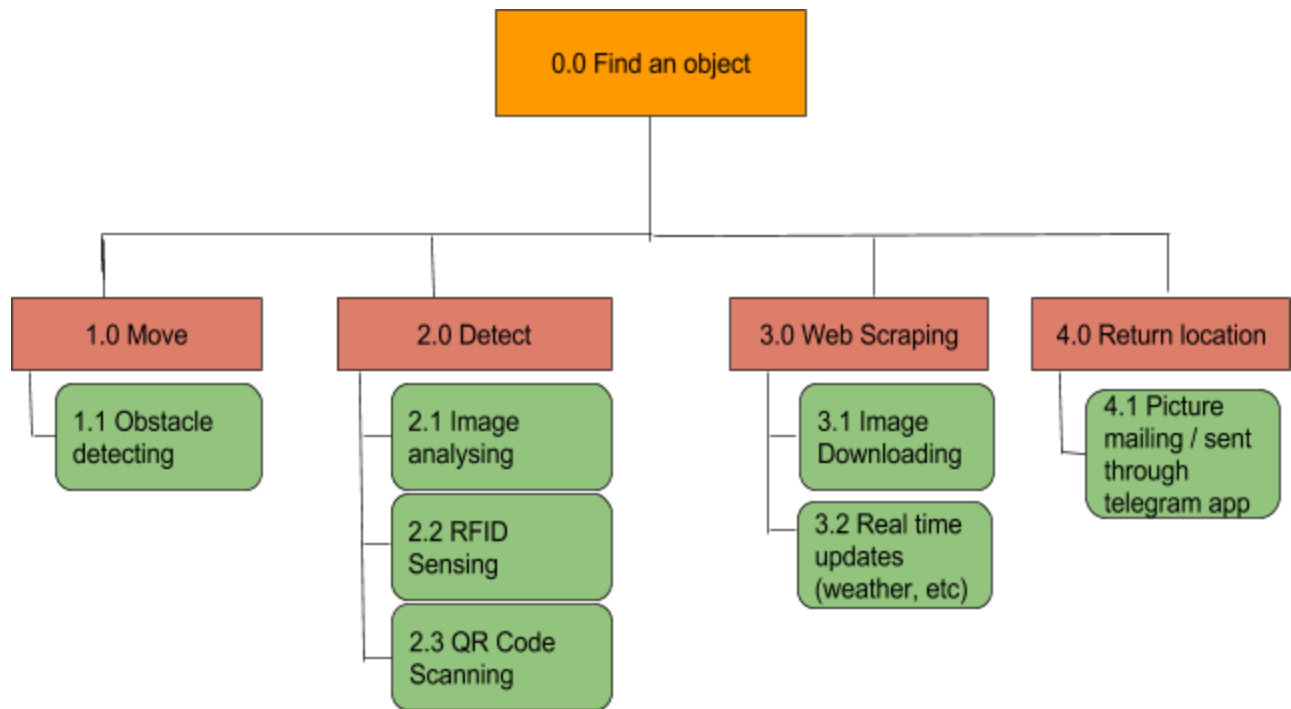 0.0 Find an object
1.0 Move
2.0 Detect
3.0 Web Scraping
4.0 Return location
1.1 Obstacle
detecting
2.1 Image
analysing
2.2 RFID
Sensing
2.3 QR Code
Scanning
3.1 Image
Downloading
3.2 Real time
updates
(weather, etc)
4.1 Picture
mailing / sent
through
telegram app